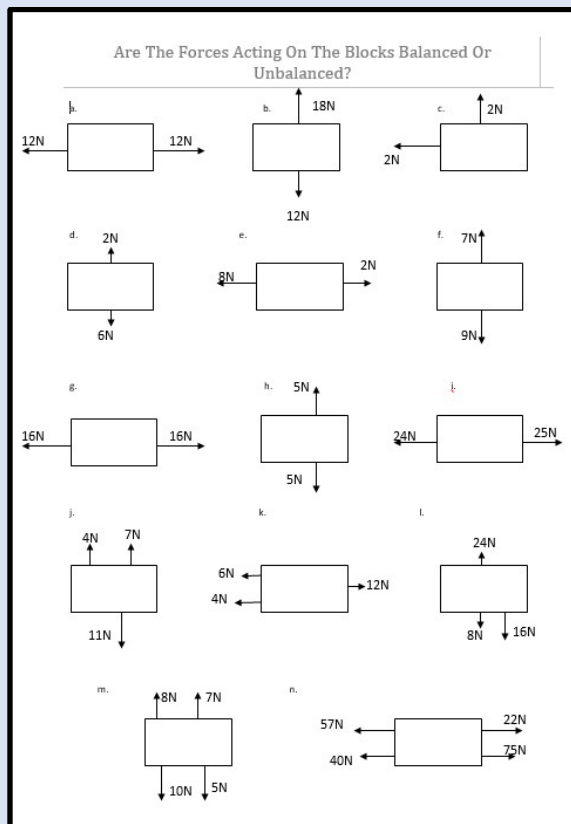 Are The Forces Acting On The Blocks Balanced Or
Unbalanced?
a.
b.
c.
18N
2N
12N
12N
2N
12N
d.
2N
e.
f.
7N
8N
2N
6N
9N
g.
h.
5N
i.
16N
16N
24N
25N
5N
j.
k.
l.
4N
7N
24N
6N
12N
4N
11N
8N
16N
m.
n.
8N
7N
57N
22N
40N
75N
10N
5N